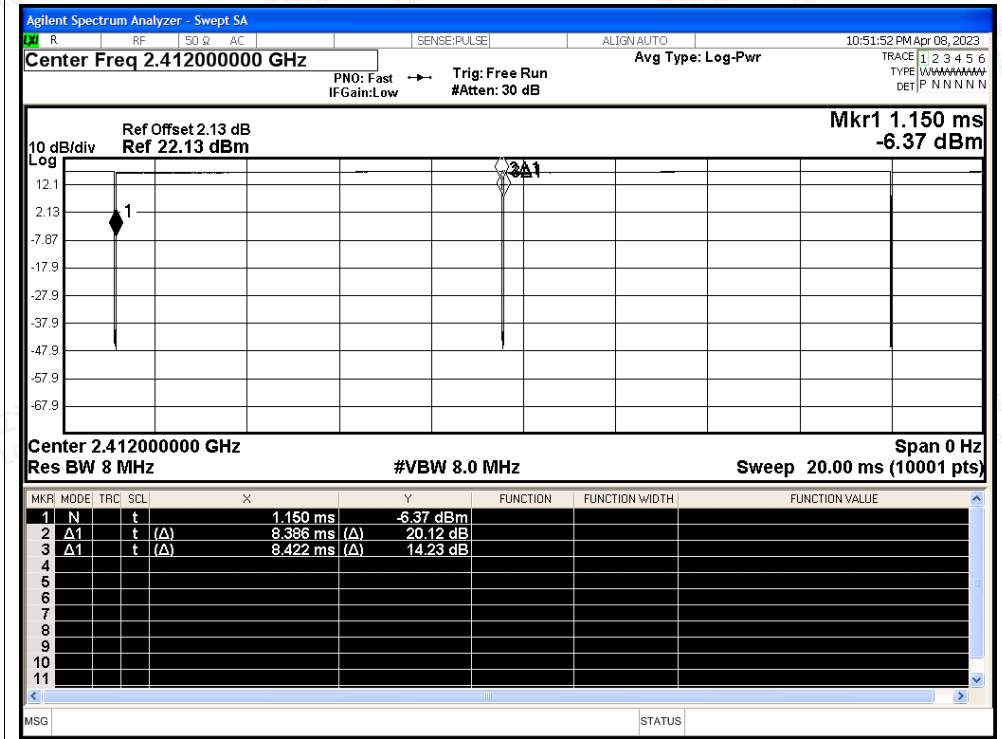 Agilent Spectrum Analyzer - Swept SA
LXI R RF 50 Ω AC SENSE:PULSE ALIGN AUTO 10:51:52 PM Apr 08, 2023
Center Freq 2.412000000 GHz
Avg Type: Log-Pwr
TRACE 1 2 3 4 5 6
PNO: Fast Trig: Free Run
TYPE
IFGain:Low #Atten: 30 dB
DET P N N N N N
Mkr1 1.150 ms
-6.37 dBm
Ref Offset 2.13 dB
10 dB/div Ref 22.13 dBm
Log
3Δ1
12.1
2.13
1
-7.87
-17.9
-27.9
-37.9
-47.9
-57.9
-67.9
Center 2.412000000 GHz Span 0 Hz
Res BW 8 MHz #VBW 8.0 MHz Sweep 20.00 ms (10001 pts)
MKR MODE TRC SCL X Y FUNCTION FUNCTION WIDTH FUNCTION VALUE
1 N t 1.150 ms -6.37 dBm
2 Δ1 t (Δ) 8.386 ms (Δ) 20.12 dB
3 Δ1 t (Δ) 8.422 ms (Δ) 14.23 dB
4
5
6
7
8
9
10
11
MSG STATUS